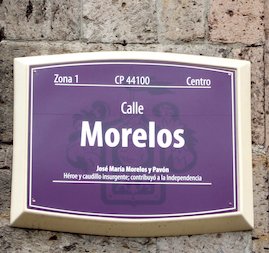 Zona 1 CP 44100 Centro
Calle
Morelos
José María Morelos y Pavón
Héroe y caudillo insurgente; contribuyó a la Independencia